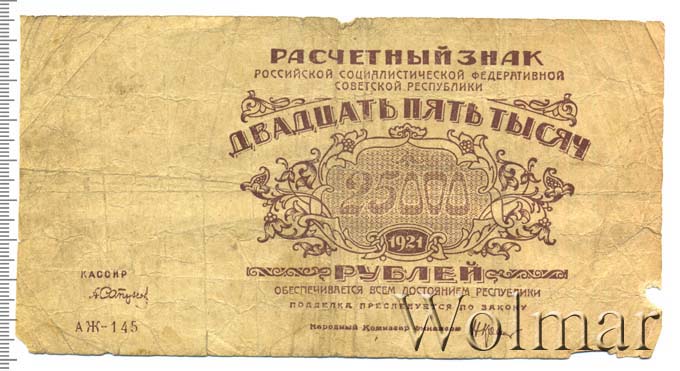 РАСЧЕТНЫЙ ЗНАК
РОССИЙСКОЙ СОЦИАЛИСТИЧЕСКОЙ ФЕДЕРАТИВНОЙ
СОВЕТСКОЙ РЕСПУБЛИКИ
ДВАДЦАТЬ ПЯТЬ ТЫСЯЧ
25000
1921
РУБЛЕЙ
ОБЕСПЕЧИВАЕТСЯ ВСЕМ ДОСТОЯНИЕМ РЕСПУБЛИКИ
ПОДДЕЛКА ПРЕСЛЕДУЕТСЯ ПО ЗАКОНУ
Народный Комиссар Финансов
КАССИР
АЖ-145
Wolmar